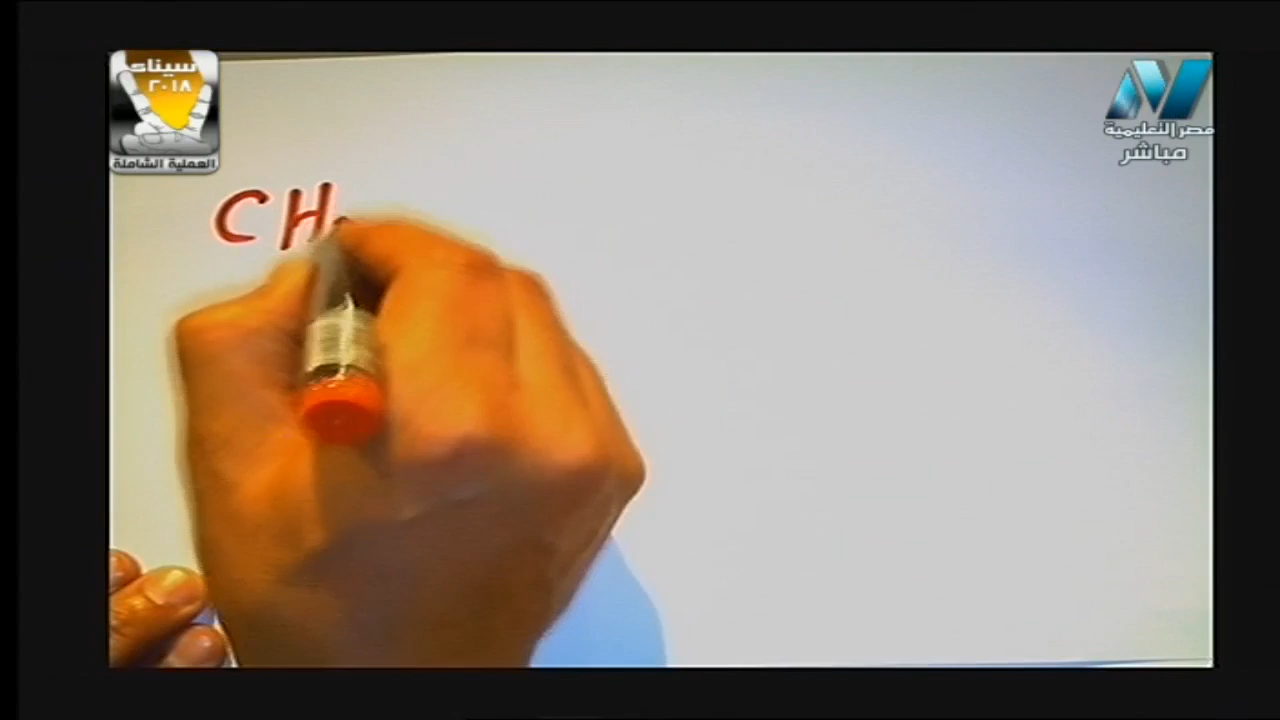 سيناء
٢٠١٨
العملية الشاملة
مصر التعليمية
مباشر
CH